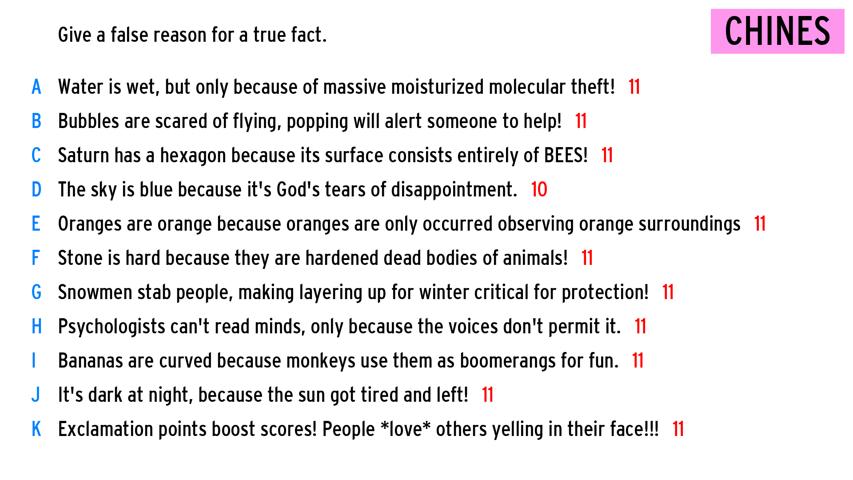 Give a false reason for a true fact.
CHINES
A Water is wet, but only because of massive moisturized molecular theft! 11
B Bubbles are scared of flying, popping will alert someone to help! 11
C Saturn has a hexagon because its surface consists entirely of BEES! 11
D The sky is blue because it's God's tears of disappointment. 10
E Oranges are orange because oranges are only occurred observing orange surroundings 11
F Stone is hard because they are hardened dead bodies of animals! 11
G Snowmen stab people, making layering up for winter critical for protection! 11
H Psychologists can't read minds, only because the voices don't permit it. 11
I Bananas are curved because monkeys use them as boomerangs for fun. 11
J It's dark at night, because the sun got tired and left! 11
K Exclamation points boost scores! People *love* others yelling in their face!!! 11